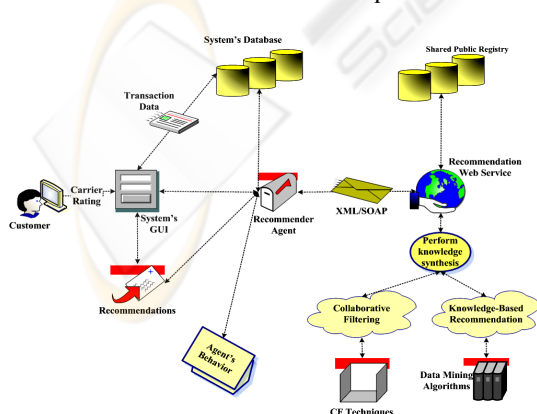 System's Database
Shared Public Registry
Transaction
Data
Recommendation
Web Service
Carrier
Rating
Customer
System's
GUI
Recommender
Agent
XML/SOAP
Perform
knowledge
synthesis
Recommendations
Collaborative
Filtering
Knowledge-Based
Recommendation
Agent's
Behavior
Data Mining
Algorithms
CF Techniques